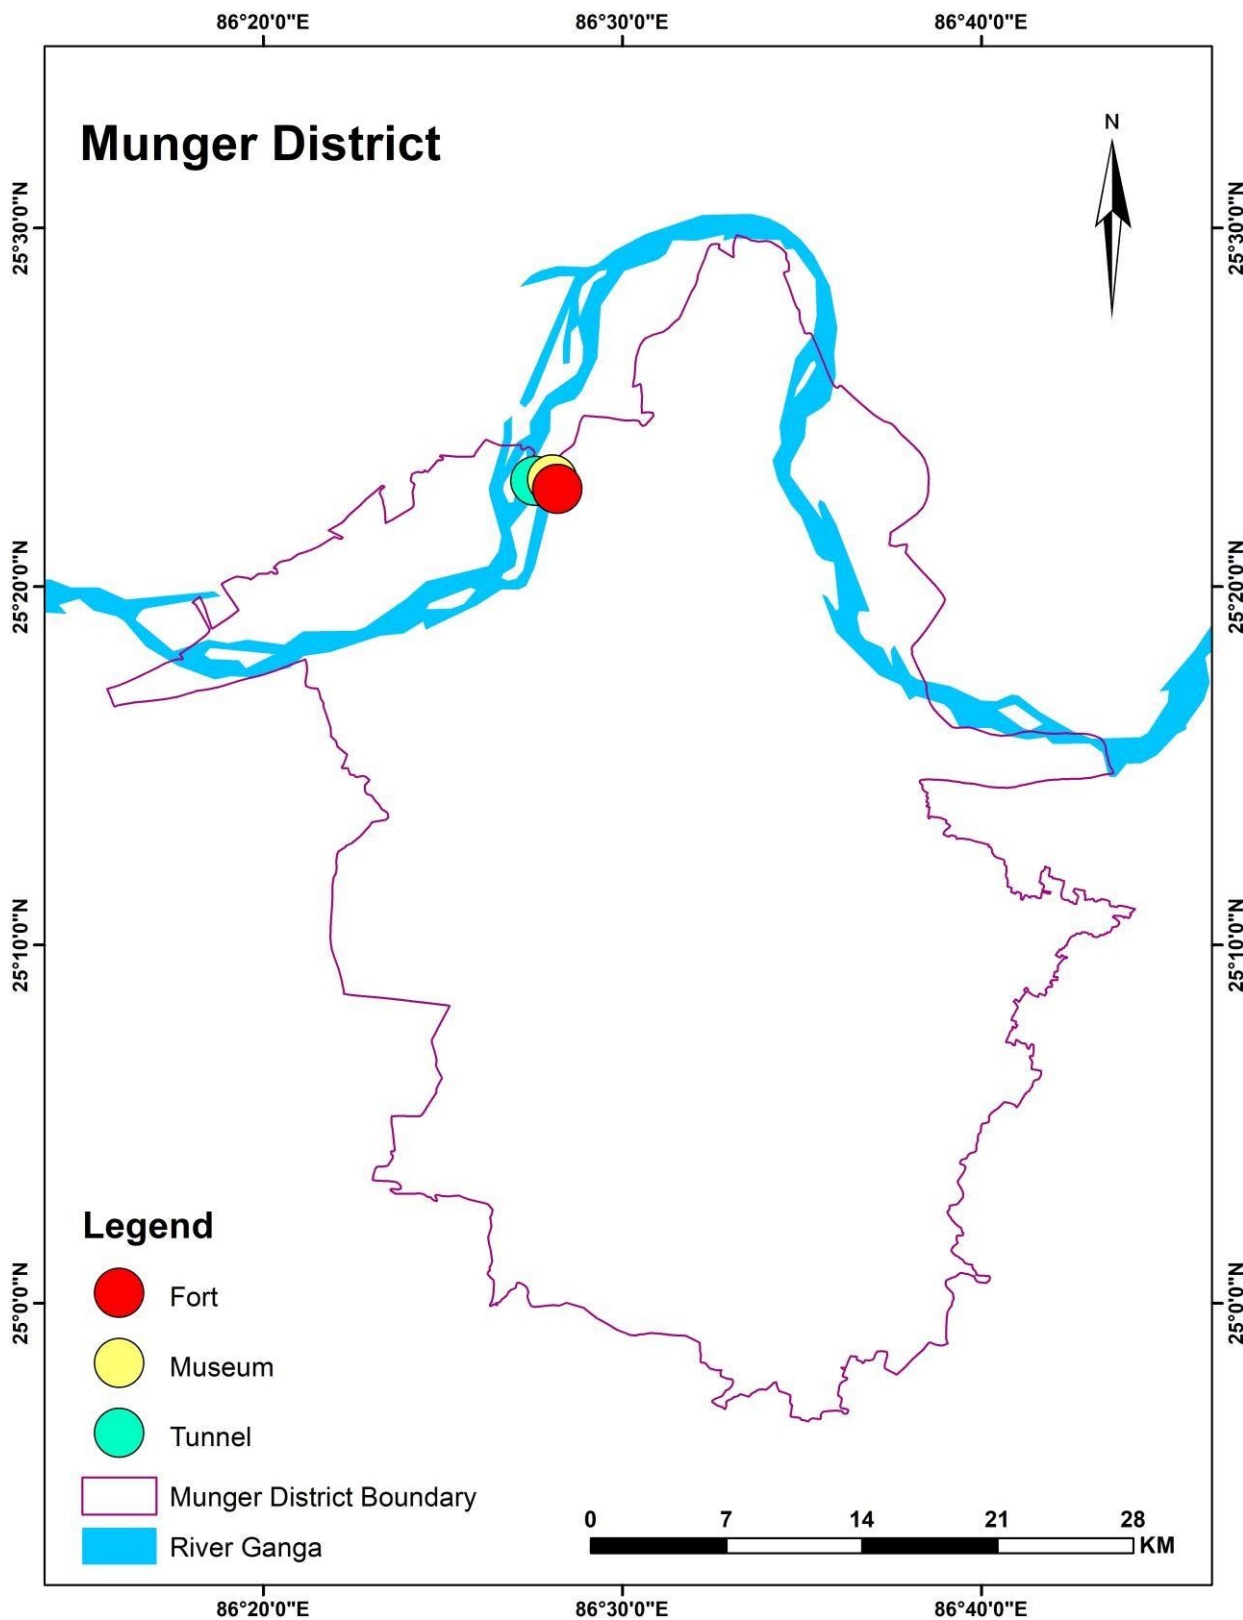 86°20'0"E 86°30'0"E 86°40'0"E
Munger District
N
25°30'0"N 25°30'0"N
25°20'0"N 25°20'0"N
25°10'0"N 25°10'0"N
25°0'0"N 25°0'0"N
Legend
Fort
Museum
Tunnel
Munger District Boundary
River Ganga
0 7 14 21 28
KM
86°20'0"E 86°30'0"E 86°40'0"E